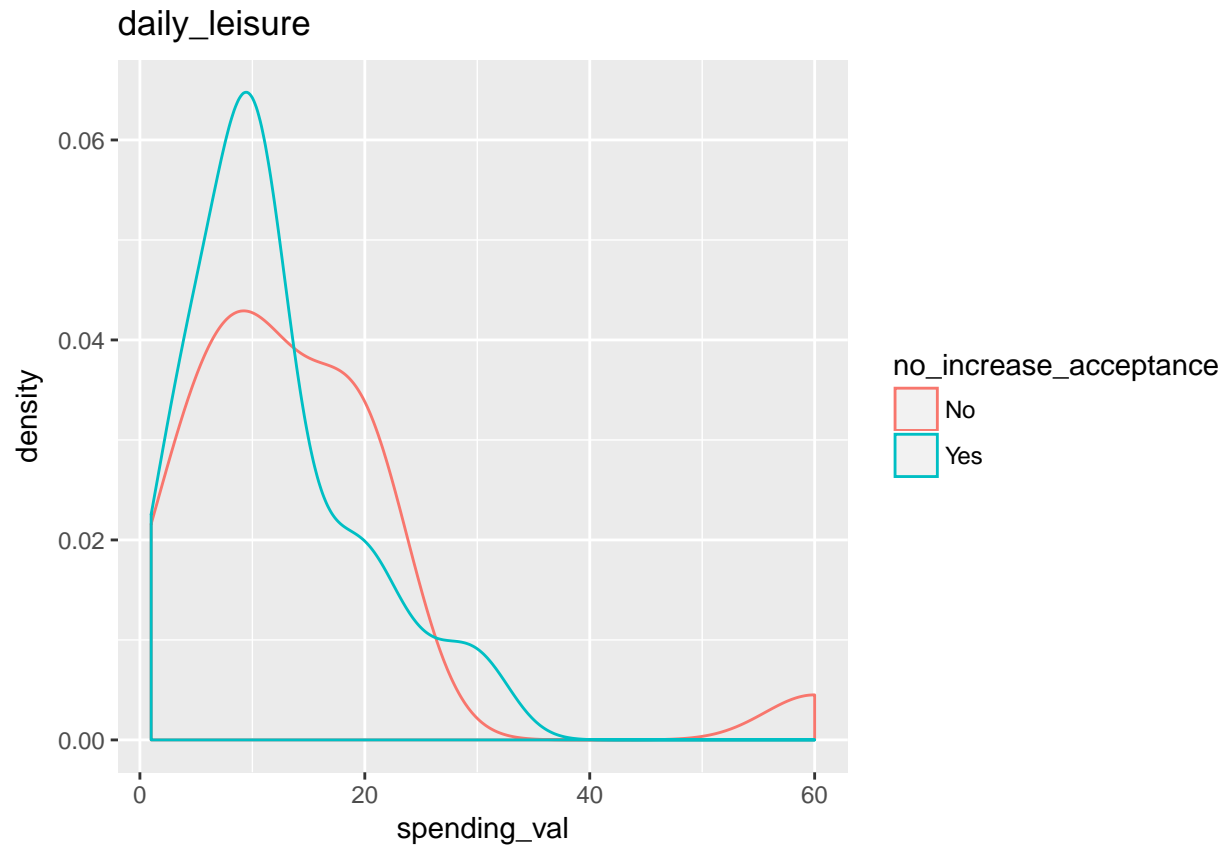 daily_leisure
0.06
0.04
0.02
0.00
density
0
20
40
60
spending_val
no_increase_acceptance
No
Yes